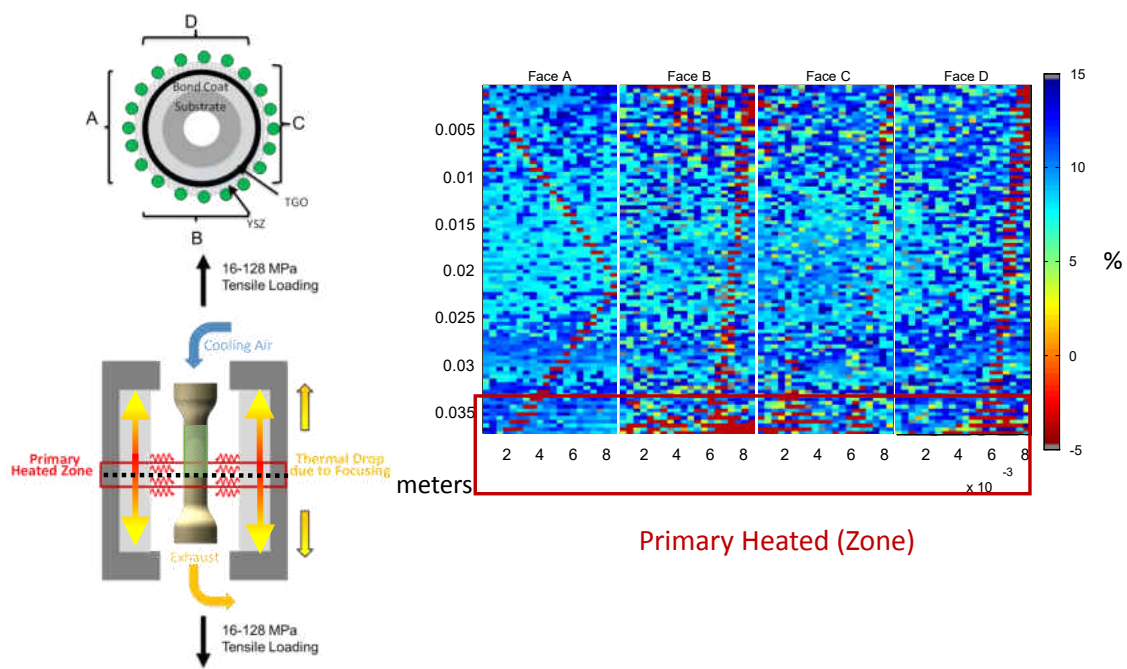 D
Bond Coat
Substrate
A
C
TGO
YSZ
B
16-128 MPa
Tensile Loading
Cooling Air
Primary
Heated Zone
Thermal Drop
due to Focusing
Exhaust
16-128 MPa
Tensile Loading
Face A Face B Face C Face D
0.005
0.01
0.015
0.02
0.025
0.03
0.035
2 4 6 8 2 4 6 8 2 4 6 8 2 4 6 8
meters
x 10
-3
15
10
5
0
-5
%
Primary Heated (Zone)